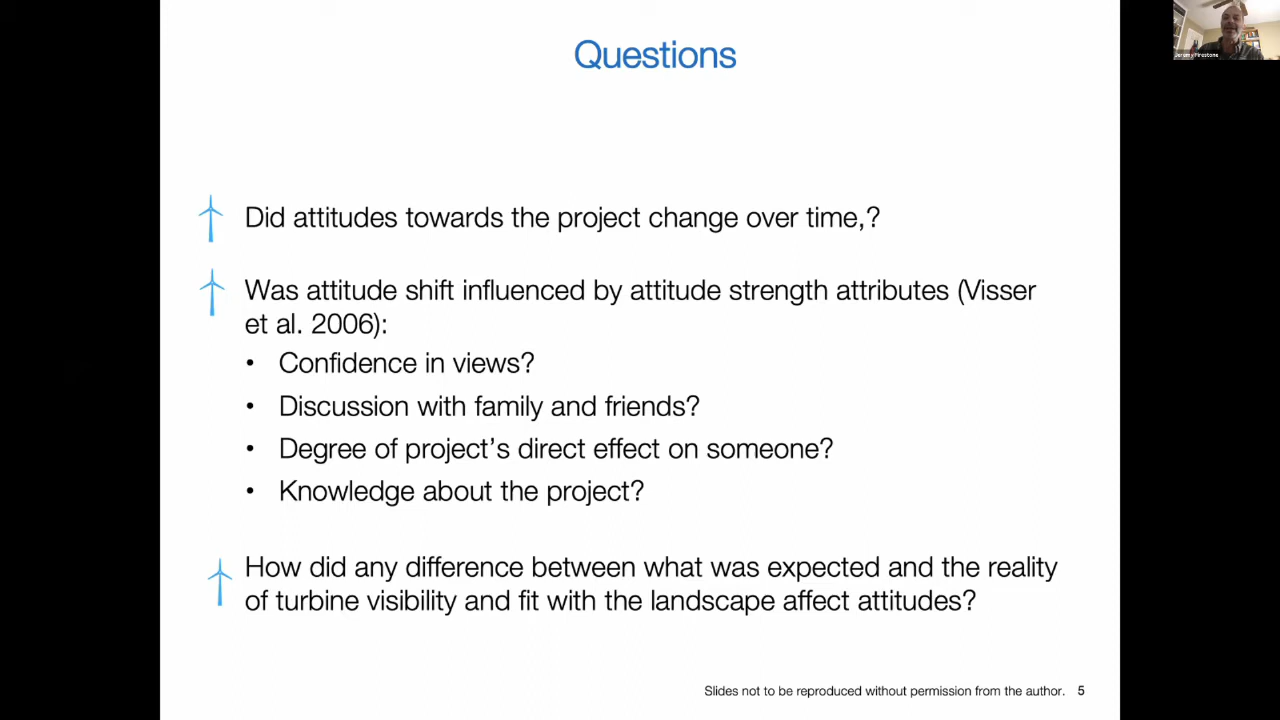 Questions
Jeremy Firestone
Did attitudes towards the project change over time,?
Was attitude shift influenced by attitude strength attributes (Visser
et al. 2006):
• Confidence in views?
• Discussion with family and friends?
• Degree of project's direct effect on someone?
• Knowledge about the project?
How did any difference between what was expected and the reality
of turbine visibility and fit with the landscape affect attitudes?
Slides not to be reproduced without permission from the author. 5